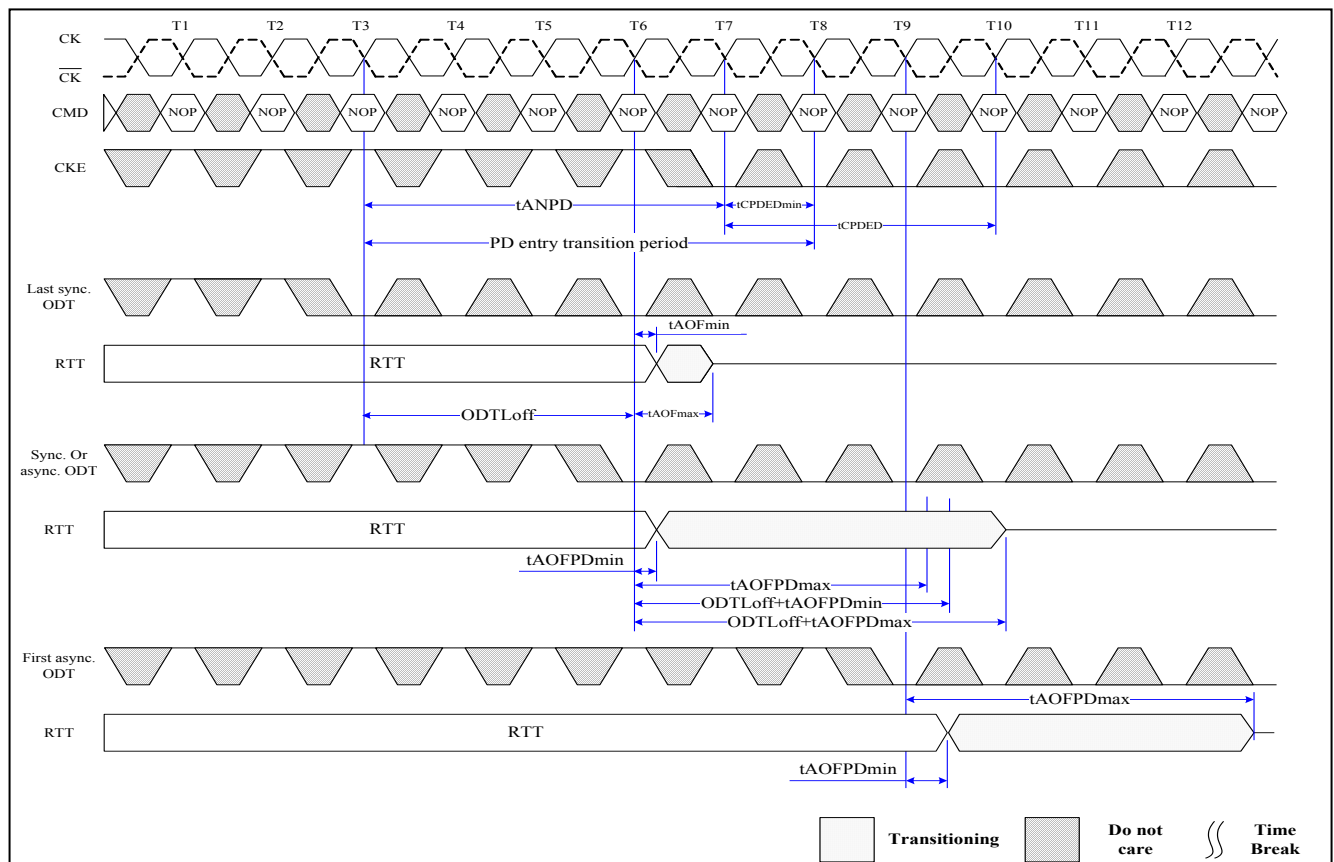 T1 T2 T3 T4 T5 T6 T7 T8 T9 T10 T11 T12
CK
CK
CMD NOP NOP NOP NOP NOP NOP NOP NOP NOP NOP NOP NOP NOP
CKE
tANPD tCPDEDmin
tCPDED
PD entry transition period
Last sync.
ODT
tAOFmin
RTT RTT
ODTLoff tAOFmax
Sync. Or
async. ODT
RTT RTT
tAOFPDmin
tAOFPDmax
ODTLoff+tAOFPDmin
ODTLoff+tAOFPDmax
First async.
ODT
tAOFPDmax
RTT RTT
tAOFPDmin
Transitioning
Do not
care
Time
Break